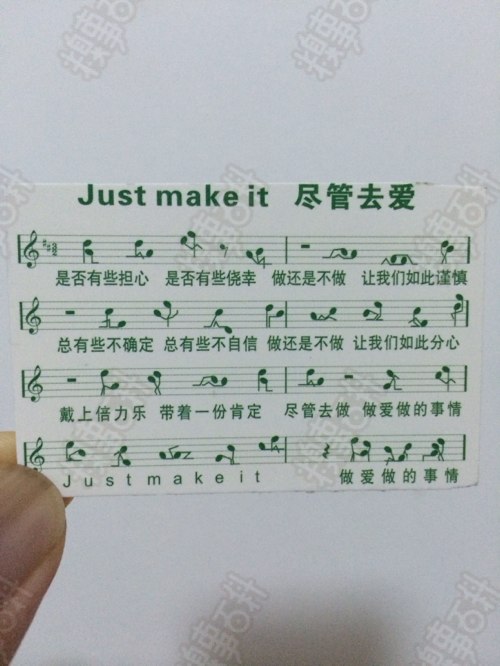 Just make it 尽管去爱
是否有些担心 是否有些侥幸 做还是不做 让我们如此谨慎
总有些不确定 总有些不自信 做还是不做 让我们如此分心
戴上倍力乐 带着一份肯定 尽管去做 做爱做的事情
Just make it 做爱做的事情